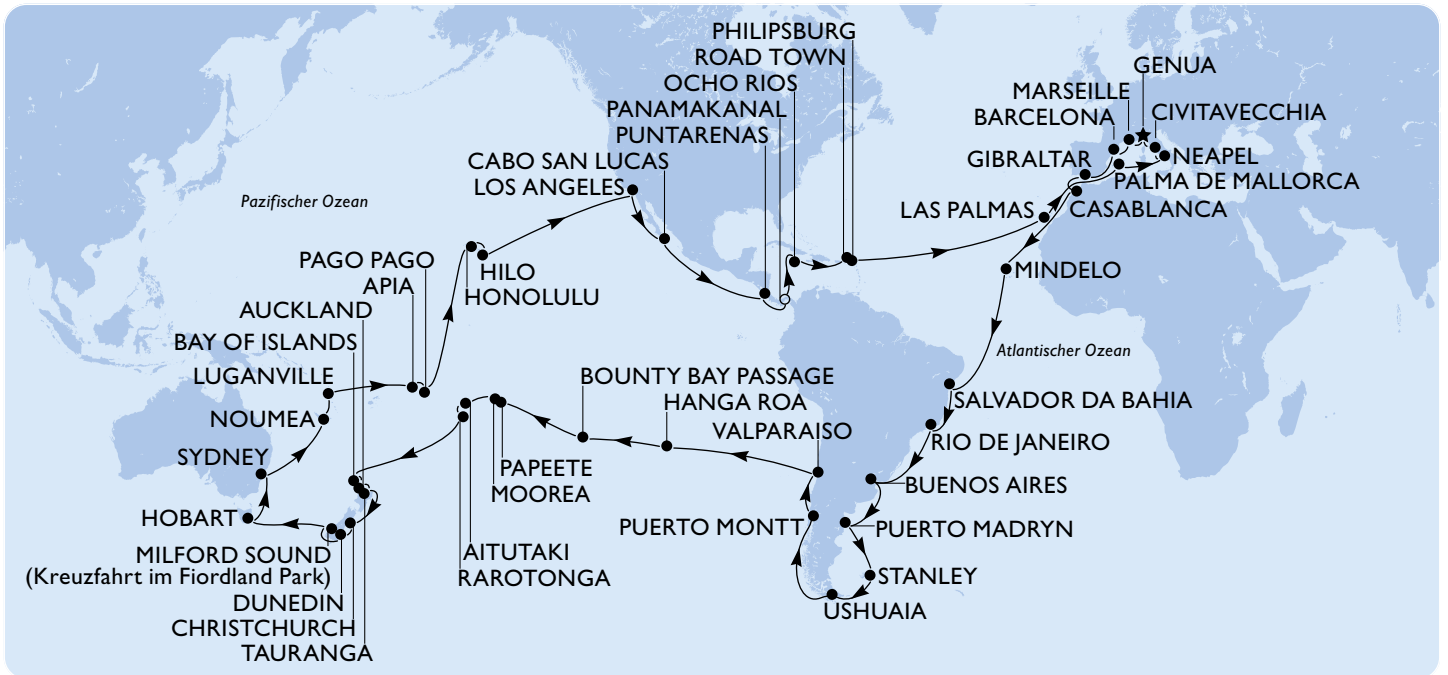 PHILIPSBURG
ROAD TOWN
OCHO RIOS
PANAMAKANAL
PUNTARENAS
CABO SAN LUCAS
LOS ANGELES
GENUA
MARSEILLE
BARCELONA
CIVITAVECCHIA
GIBRALTAR
NEAPEL
PALMA DE MALLORCA
LAS PALMAS
CASABLANCA
MINDELO
Pazifischer Ozean
PAGO PAGO
APIA
HILO
HONOLULU
AUCKLAND
BAY OF ISLANDS
LUGANVILLE
NOUMEA
SYDNEY
HOBART
MILFORD SOUND
(Kreuzfahrt im Fiordland Park)
DUNEDIN
CHRISTCHURCH
TAURANGA
Atlantischer Ozean
BOUNTY BAY PASSAGE
HANGA ROA
VALPARAISO
PAPEETE
MOOREA
AITUTAKI
RAROTONGA
SALVADOR DA BAHIA
RIO DE JANEIRO
BUENOS AIRES
PUERTO MONTT
PUERTO MADRYN
STANLEY
USHUAIA